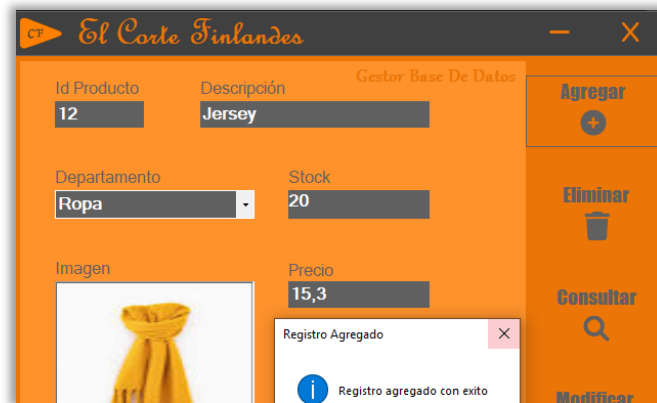 CF El Corte Finlandes
Gestor Base De Datos
Id Producto Descripción
12 Jersey
Departamento Stock
Ropa 20
Imagen Precio
15,3
Registro Agregado
Registro agregado con exito
Agregar
Eliminar
Consultar
Modificar